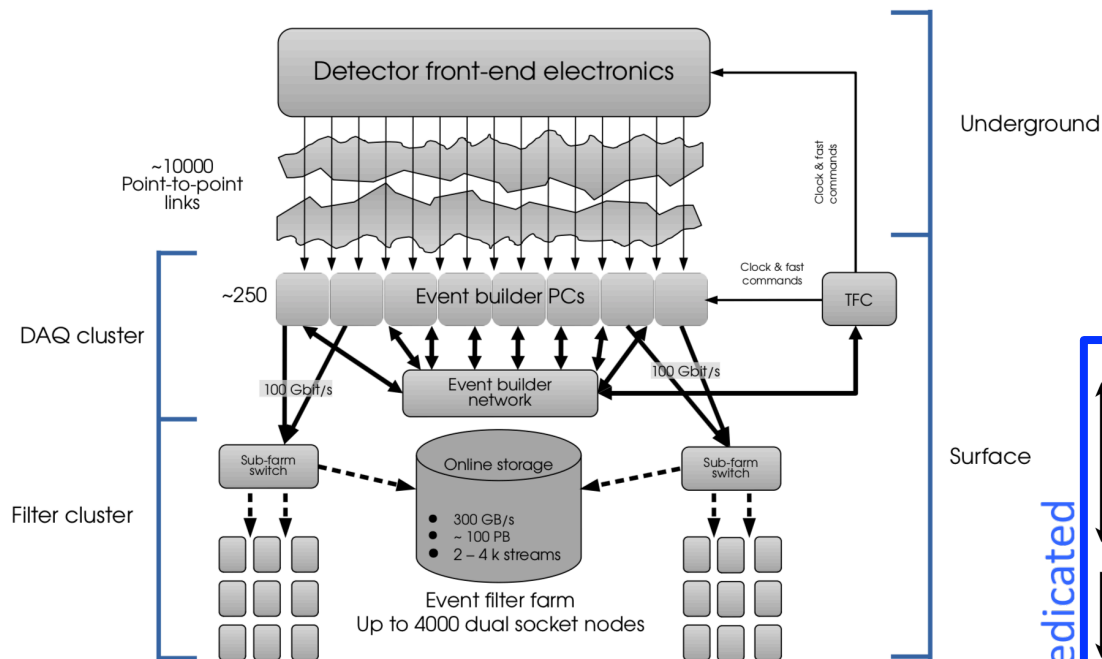 Detector front-end electronics
Underground
~10000
Point-to-point
links
Clock & fast
commands
~250
Event builder PCs
Clock & fast
commands
TFC
DAQ cluster
100 Gbit/s
Event builder
network
100 Gbit/s
Sub-farm
switch
Online storage
Sub-farm
switch
Surface
Filter cluster
● 300 GB/s
● ~ 100 PB
● 2 – 4 k streams
Event filter farm
Up to 4000 dual socket nodes
edicated